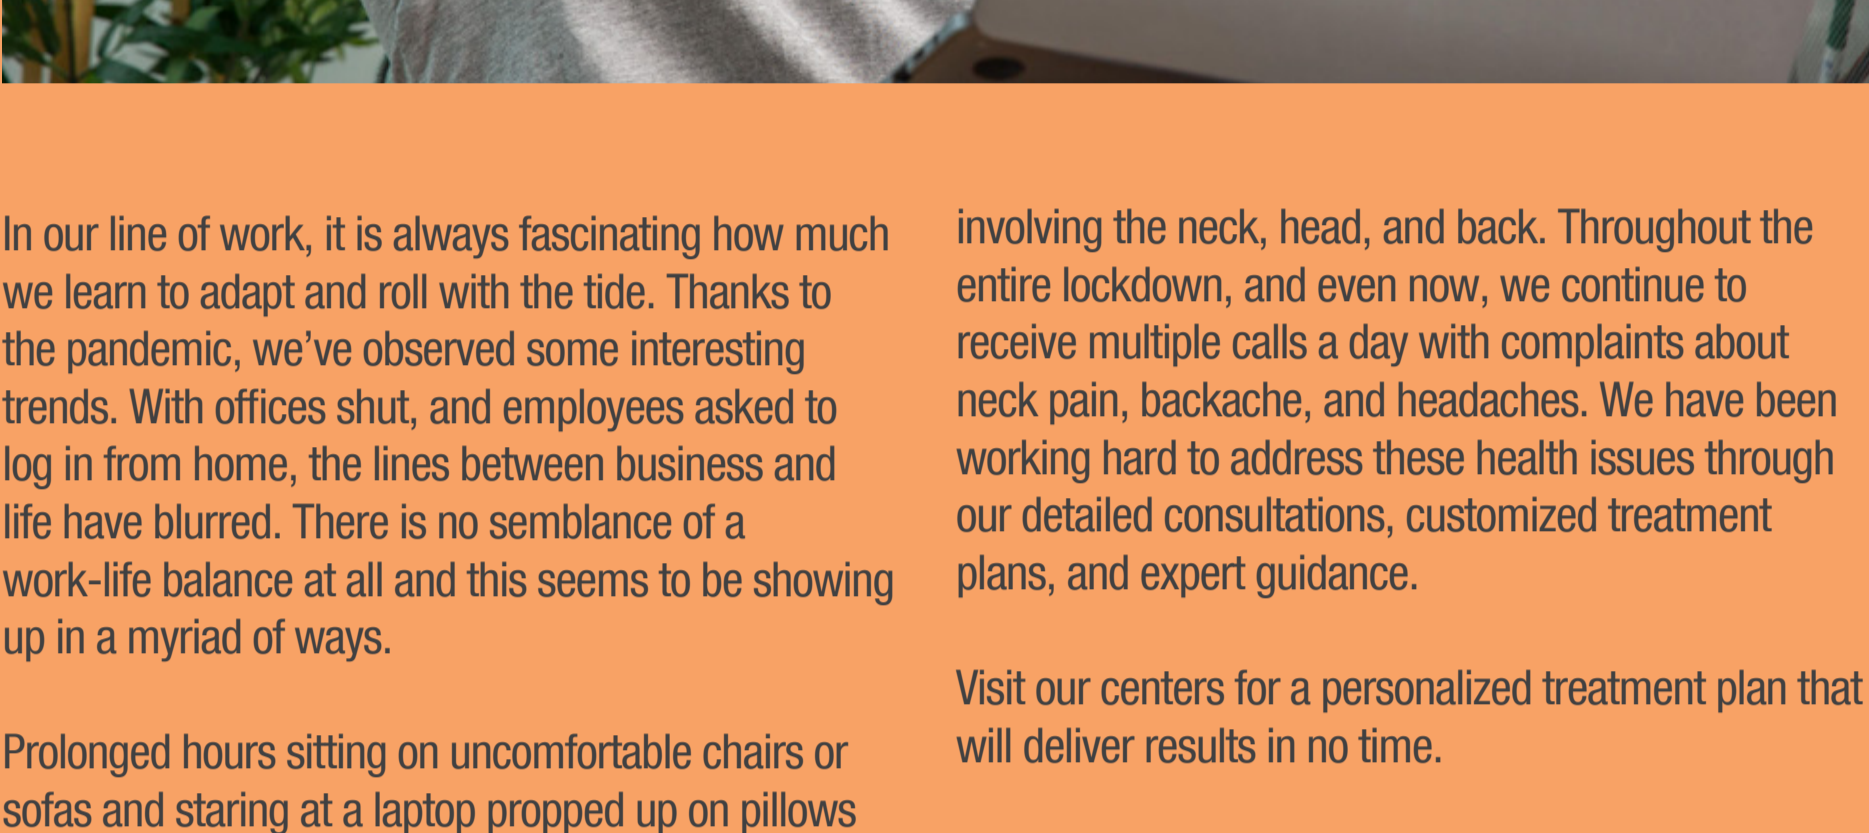 In our line of work, it is always fascinating how much
we learn to adapt and roll with the tide. Thanks to
the pandemic, we’ve observed some interesting
trends. With offices shut, and employees asked to
log in from home, the lines between business and
life have blurred. There is no semblance of a
work-life balance at all and this seems to be showing
up in a myriad of ways.
Prolonged hours sitting on uncomfortable chairs or
sofas and staring at a laptop propped up on pillows
involving the neck, head, and back. Throughout the
entire lockdown, and even now, we continue to
receive multiple calls a day with complaints about
neck pain, backache, and headaches. We have been
working hard to address these health issues through
our detailed consultations, customized treatment
plans, and expert guidance.
Visit our centers for a personalized treatment plan that
will deliver results in no time.